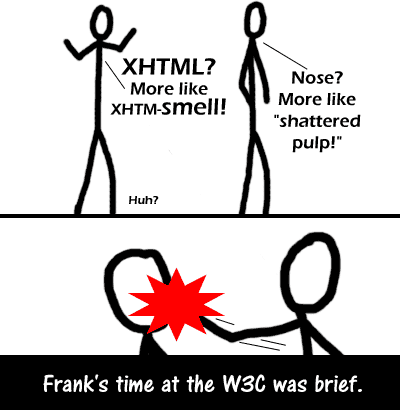 XHTML?
More like
XHTM-smell!
Nose?
More like
"shattered
pulp!"
Huh?
Frank's time at the W3C was brief.